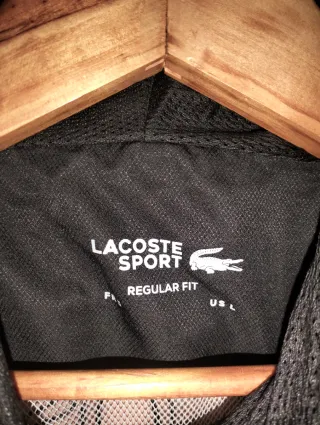 LACOSTE
SPORT
REGULAR FIT
US L